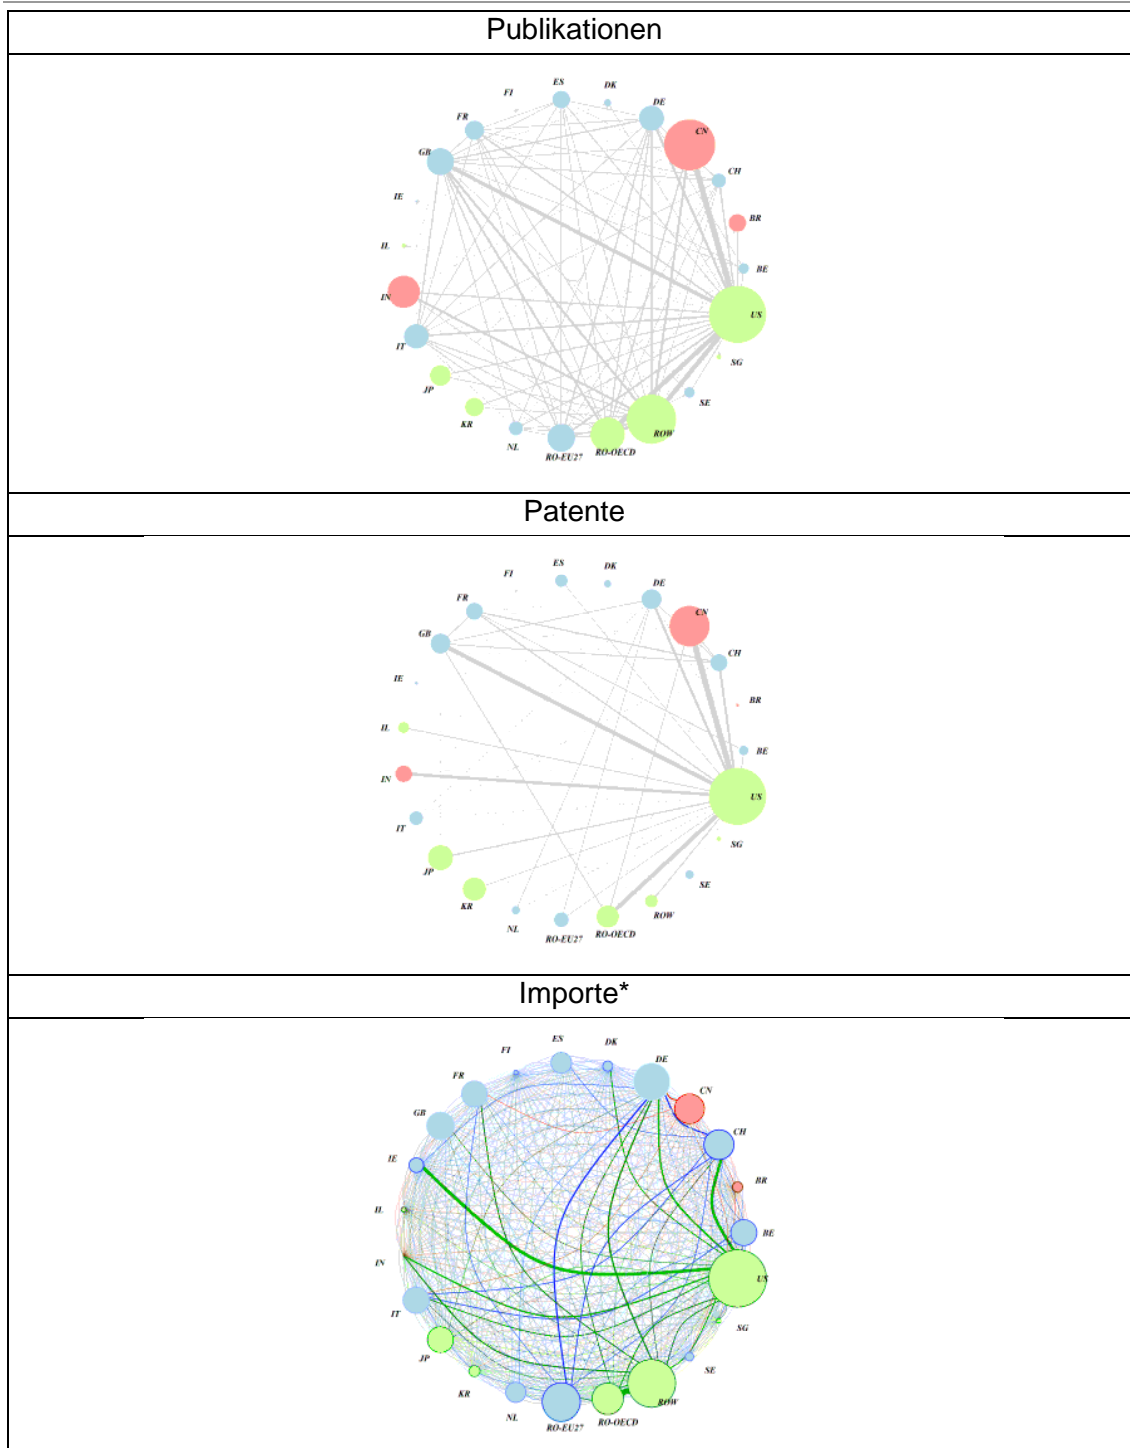 Publikationen
ES
DK
FI
DE
FR
CN
GB
CH
IE
BR
IL
BE
IN
US
IT
SG
JP
SE
KR
ROW
NL
RO-EU27
RO-OECD
Patente
ES
DK
FI
DE
FR
CN
GB
CH
IE
BR
IL
BE
IN
US
IT
SG
JP
SE
KR
ROW
NL
RO-EU27
RO-OECD
Importe*
ES
DK
FI
DE
FR
CN
GB
CH
IE
BR
IL
BE
IN
US
IT
SG
JP
SE
KR
ROW
NL
RO-EU27
RO-OECD